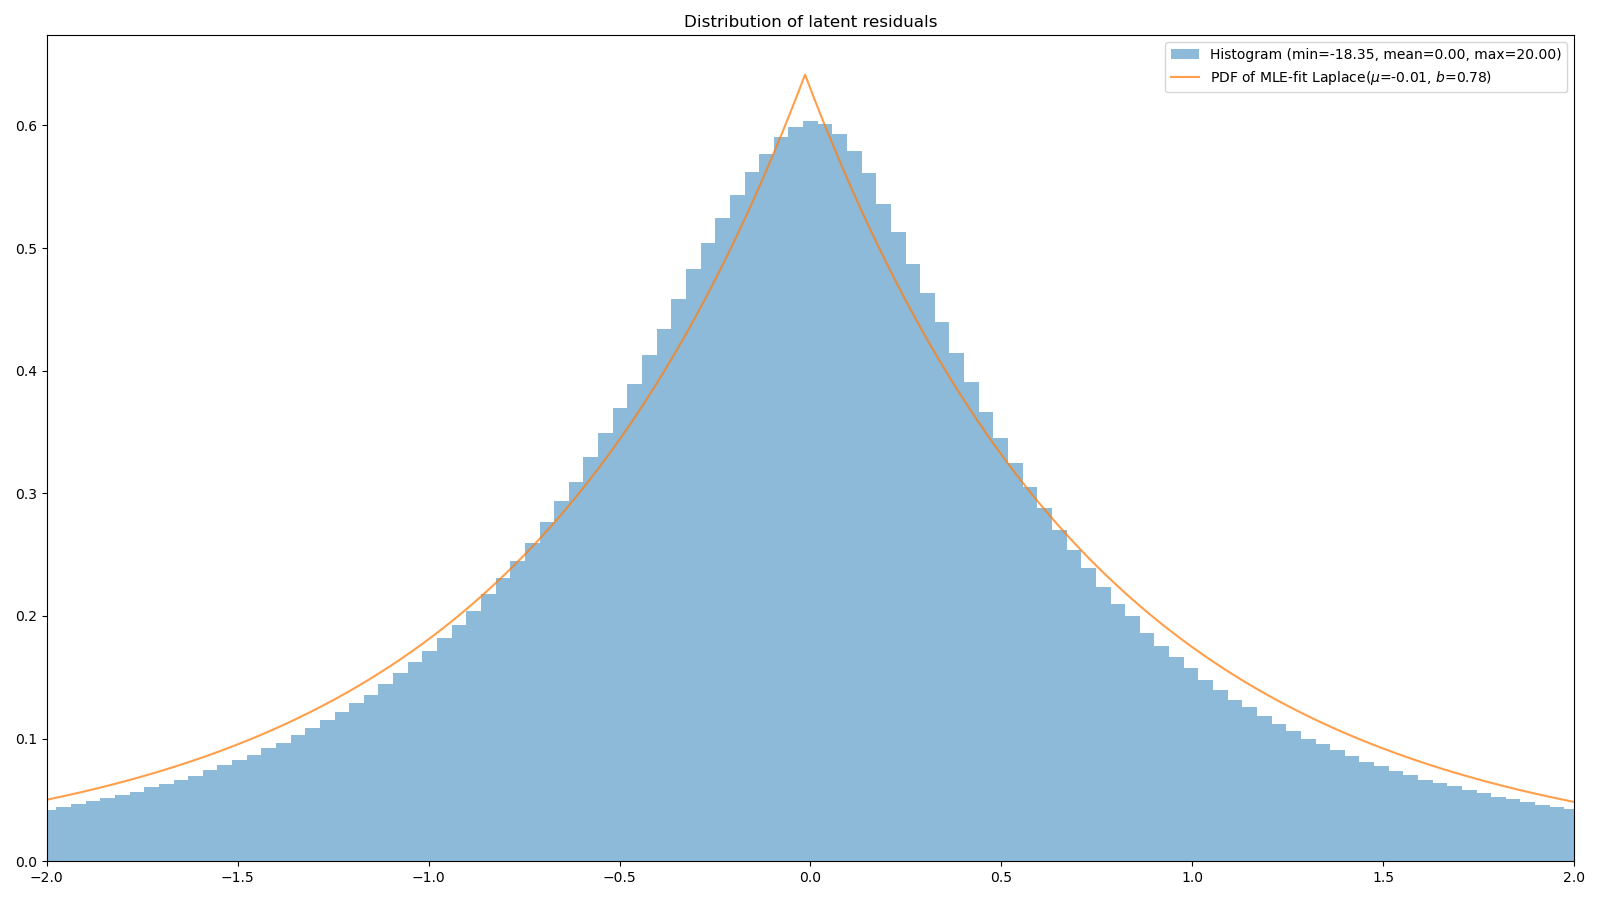 Distribution of latent residuals
Histogram (min=-18.35, mean=0.00, max=20.00)
PDF of MLE-fit Laplace(μ=-0.01, b=0.78)
0.6
0.5
0.4
0.3
0.2
0.1
0.0
−2.0 −1.5 −1.0 −0.5 0.0 0.5 1.0 1.5 2.0